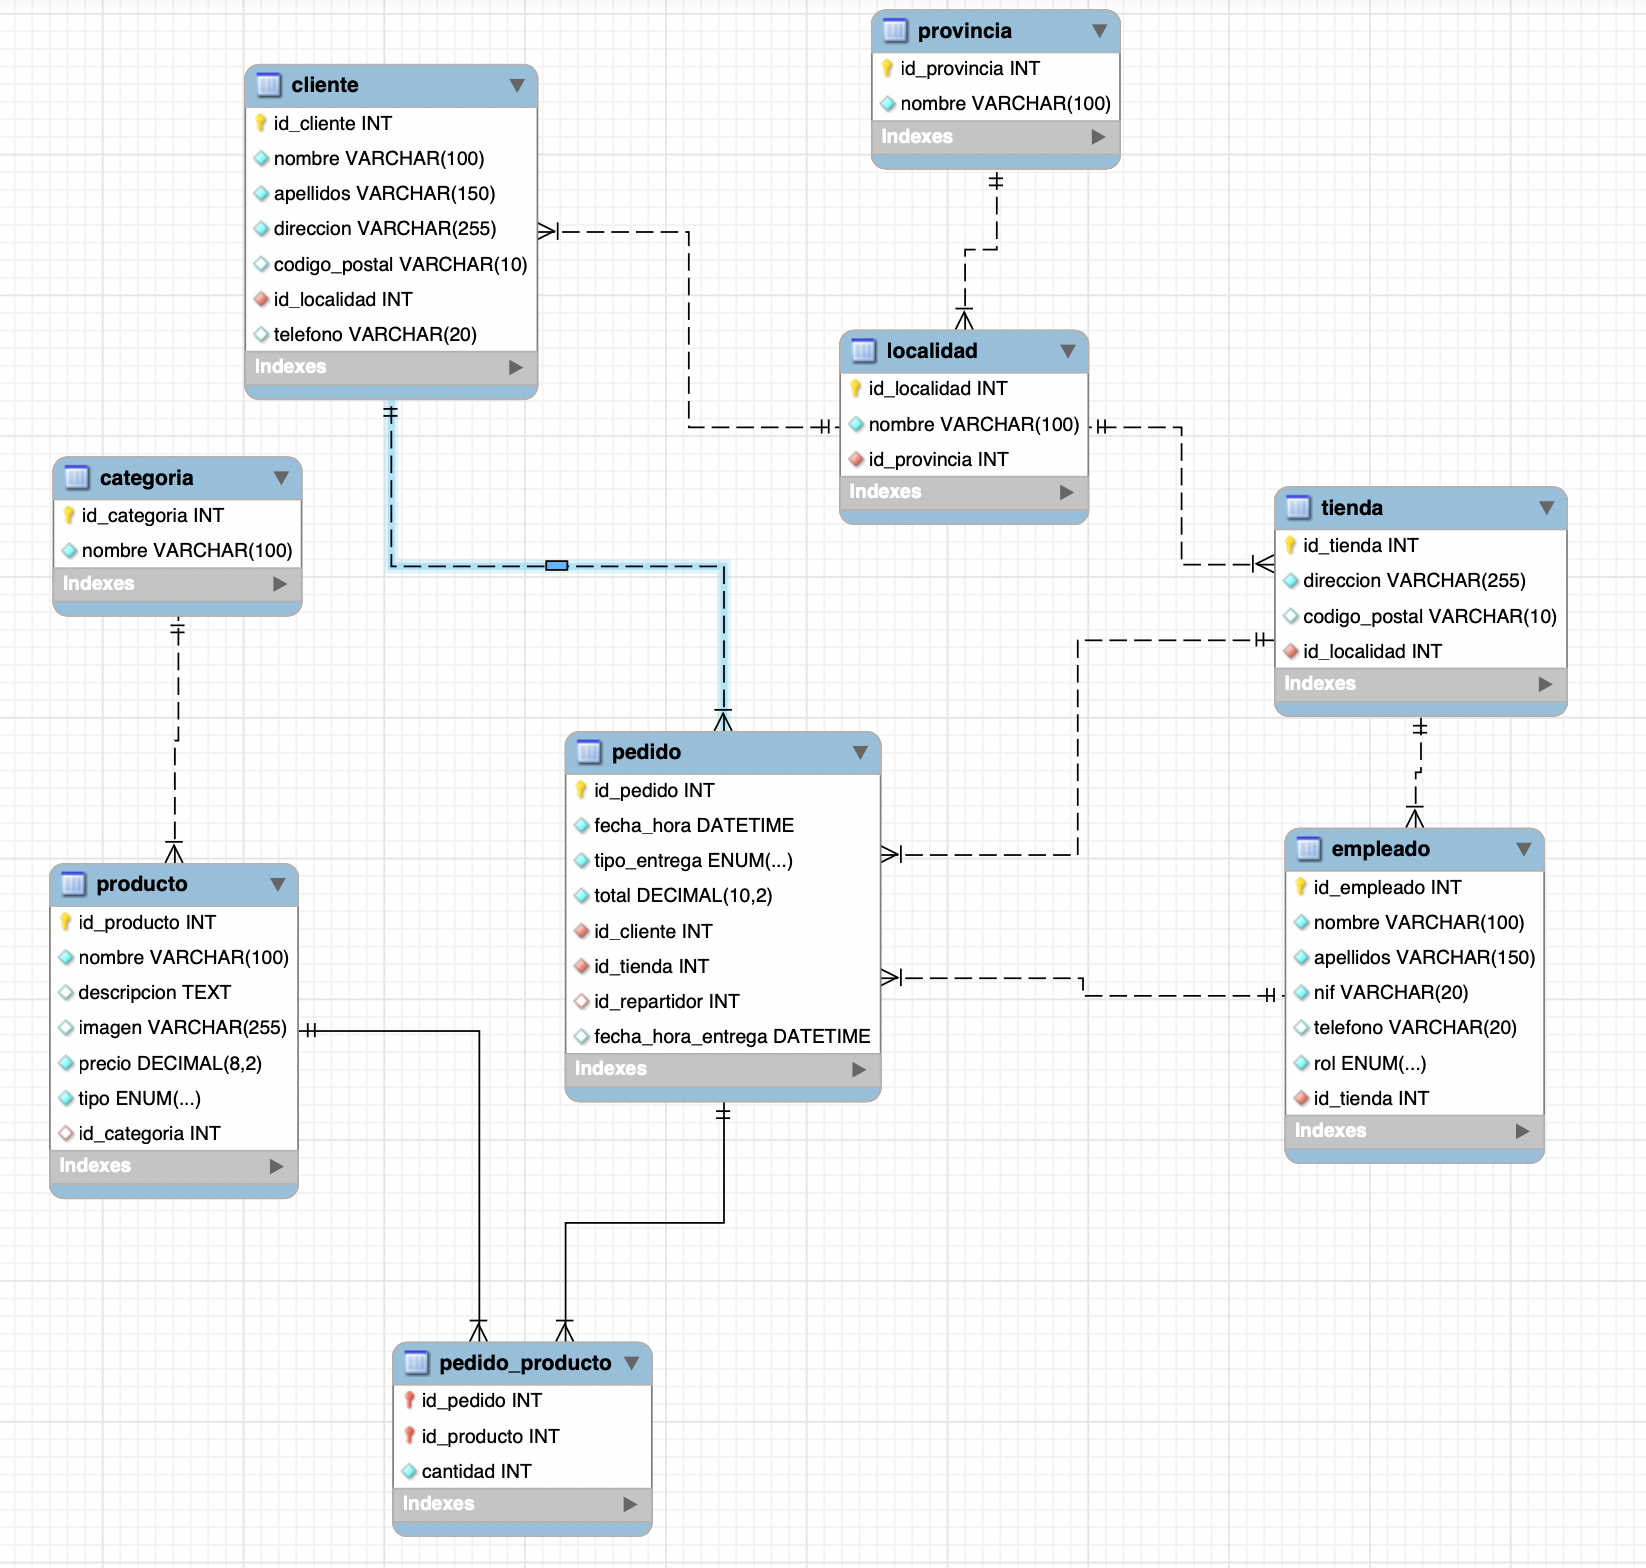 provincia
id_provincia INT
nombre VARCHAR(100)
Indexes
cliente
id_cliente INT
nombre VARCHAR(100)
apellidos VARCHAR(150)
direccion VARCHAR(255)
codigo_postal VARCHAR(10)
id_localidad INT
telefono VARCHAR(20)
Indexes
localidad
id_localidad INT
nombre VARCHAR(100)
id_provincia INT
Indexes
categoria
id_categoria INT
nombre VARCHAR(100)
Indexes
tienda
id_tienda INT
direccion VARCHAR(255)
codigo_postal VARCHAR(10)
id_localidad INT
Indexes
pedido
id_pedido INT
fecha_hora DATETIME
tipo_entrega ENUM(...)
total DECIMAL(10,2)
id_cliente INT
id_tienda INT
id_repartidor INT
fecha_hora_entrega DATETIME
Indexes
empleado
id_empleado INT
nombre VARCHAR(100)
apellidos VARCHAR(150)
nif VARCHAR(20)
telefono VARCHAR(20)
rol ENUM(...)
id_tienda INT
Indexes
producto
id_producto INT
nombre VARCHAR(100)
descripcion TEXT
imagen VARCHAR(255)
precio DECIMAL(8,2)
tipo ENUM(...)
id_categoria INT
Indexes
pedido_producto
id_pedido INT
id_producto INT
cantidad INT
Indexes